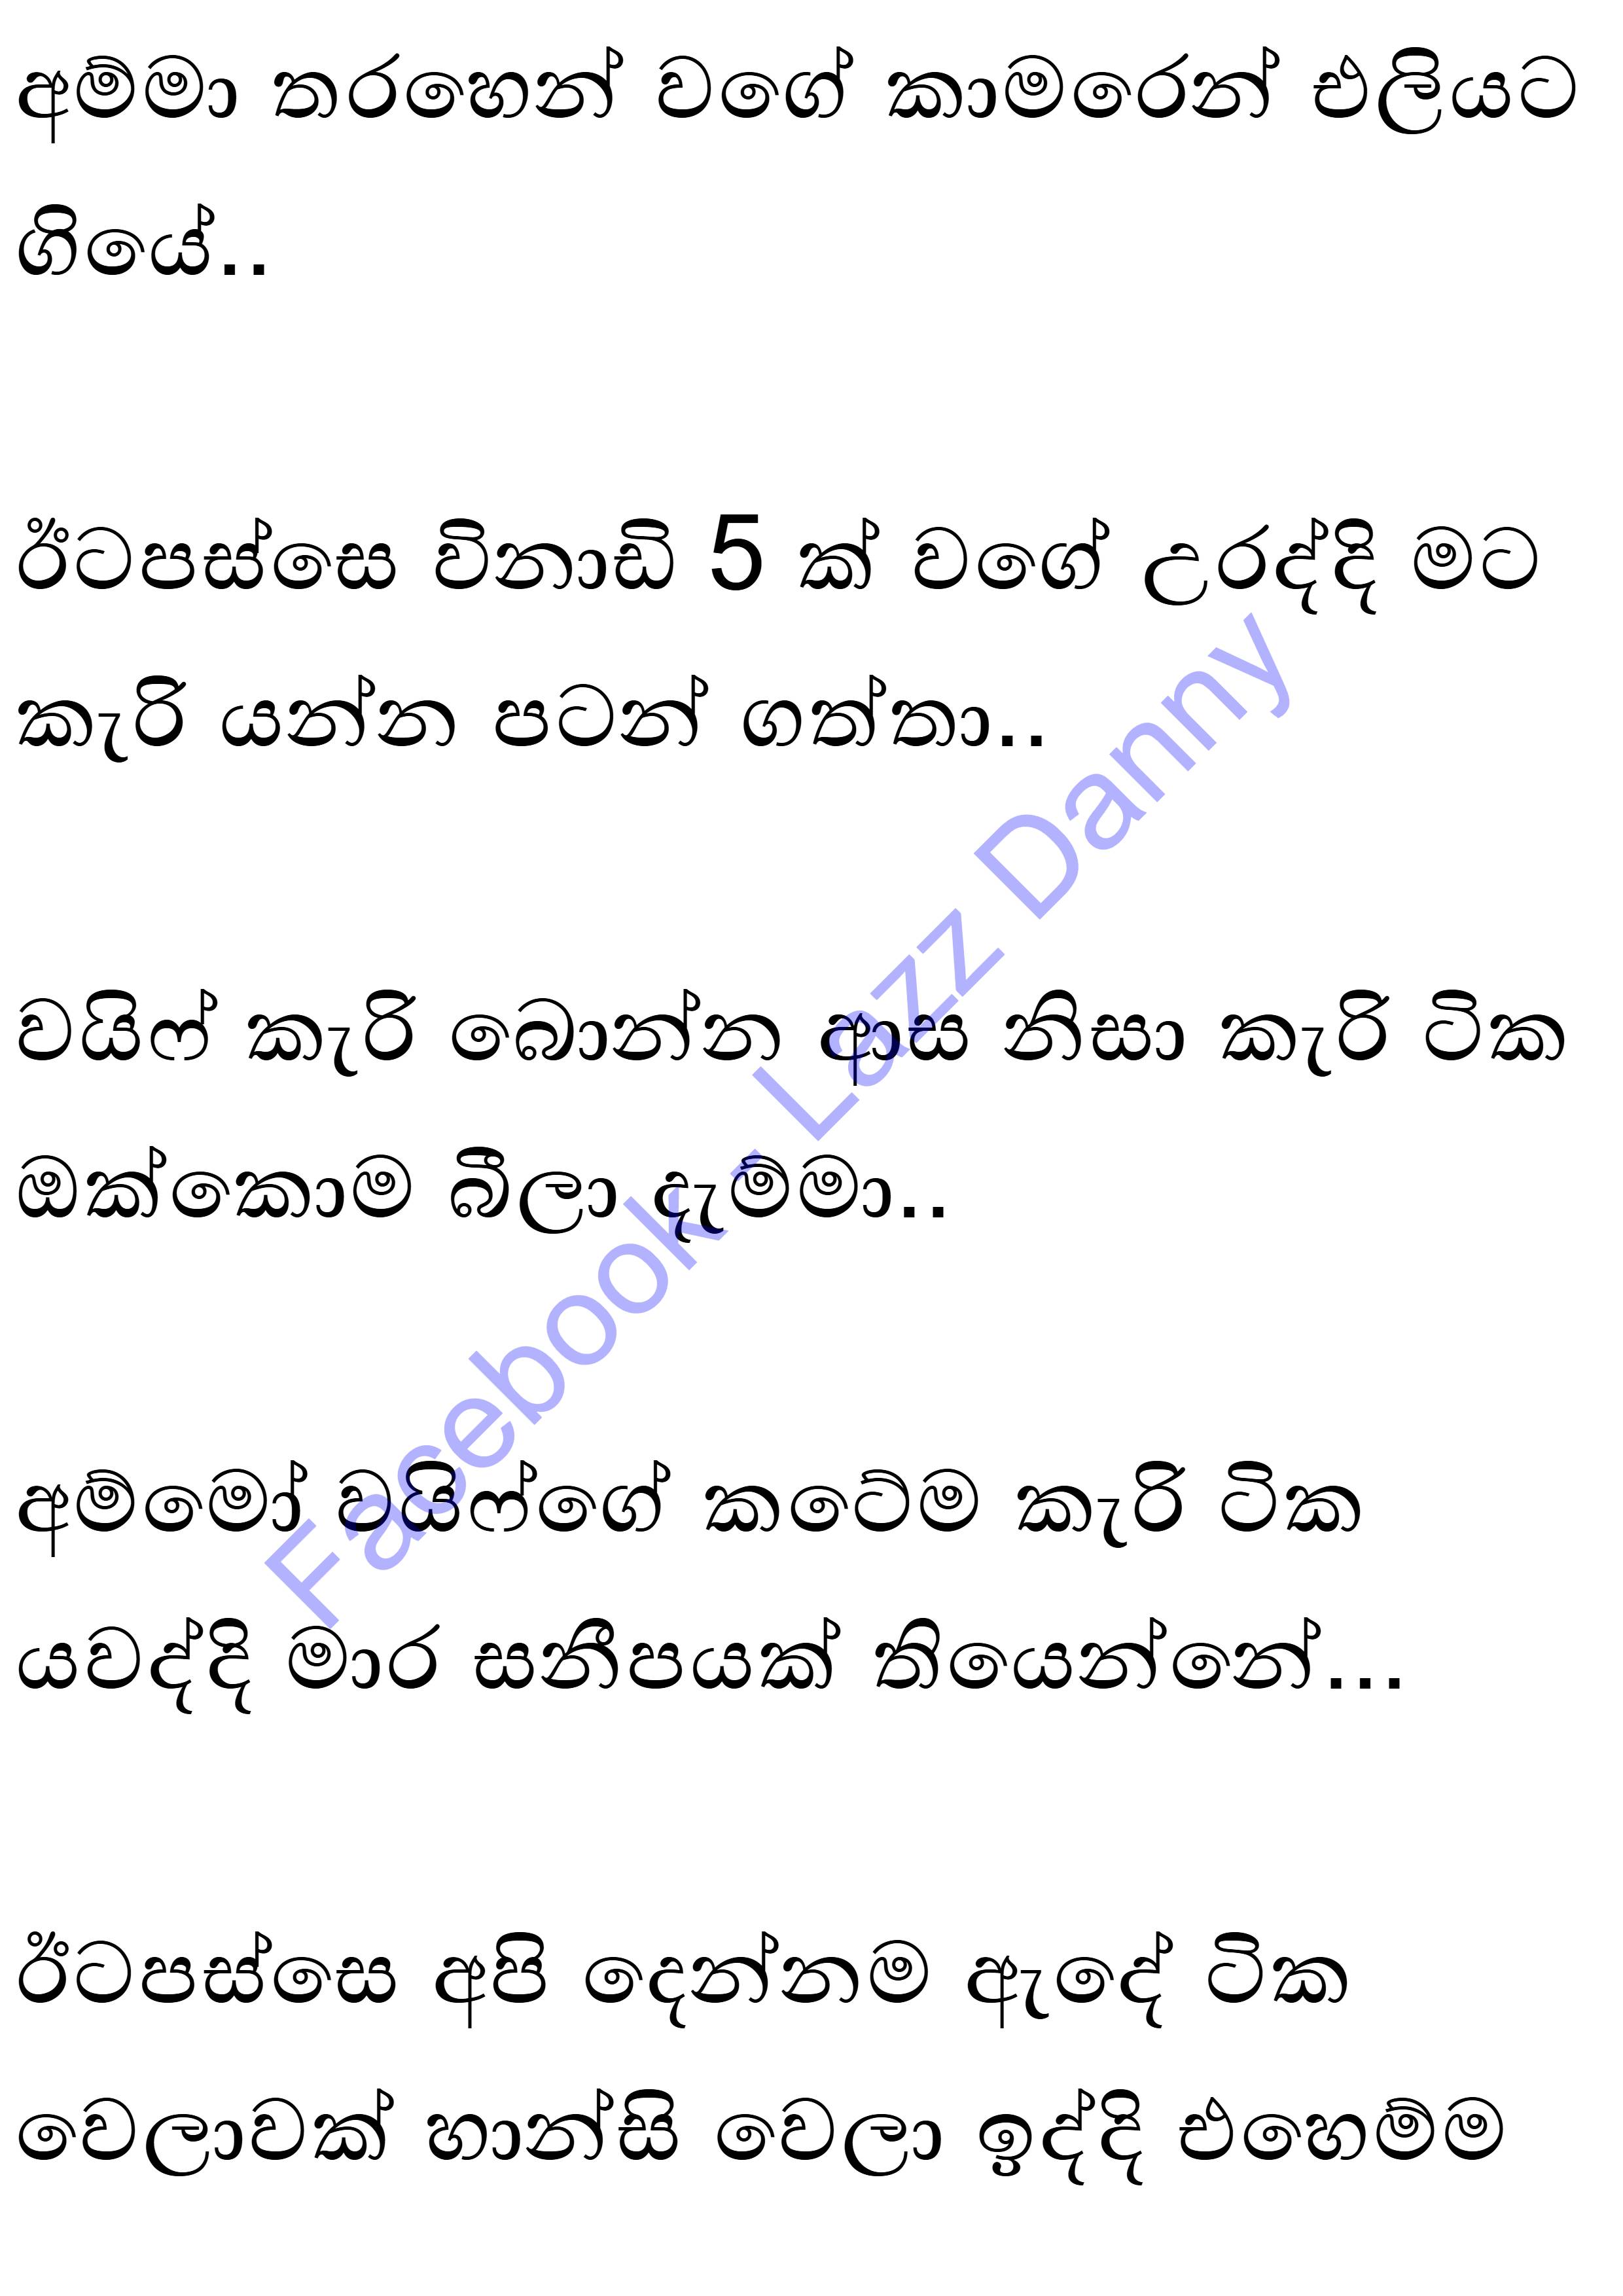 අම්මා තරහෙන් වගේ කාමරෙන් එලියට
ගියේ..
ඊටපස්සෙ විනාඩි 5 ක් වගේ උරද්දි මට
කැරි යන්න පටන් ගත්තා..
වයිෆ් කැරි බොන්න ආස නිසා කැරි ටික
ඔක්කොම බීලා දැම්මා..
අම්මෝ වයිෆ්ගේ කටේම කැරි ටික
යවද්දි මාර සනීපයක් තියෙන්නේ...
ඊටපස්සෙ අපි දෙන්නම ඇඳේ ටික
වෙලාවක් හාන්සි වෙලා ඉද්දි එහෙම්ම
Facebook - Lazz Danny